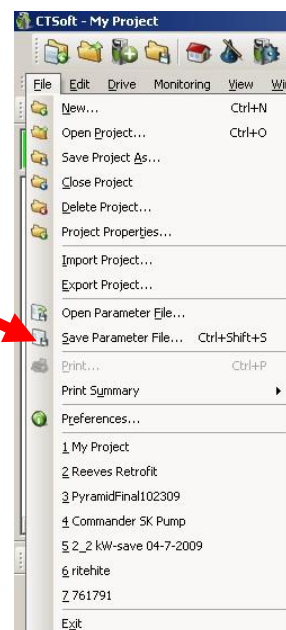 CTSoft - My Project
File Edit Drive Monitoring View
New... Ctrl+N
Open Project... Ctrl+O
Save Project As...
Close Project
Delete Project...
Project Properties...
Import Project...
Export Project...
Open Parameter File...
Save Parameter File... Ctrl+Shift+S
Print... Ctrl+P
Print Summary
Preferences...
1 My Project
2 Reeves Retrofit
3 PyramidFinal102309
4 Commander SK Pump
5 2_2 kW-save 04-7-2009
6 ritehite
7 761791
Exit